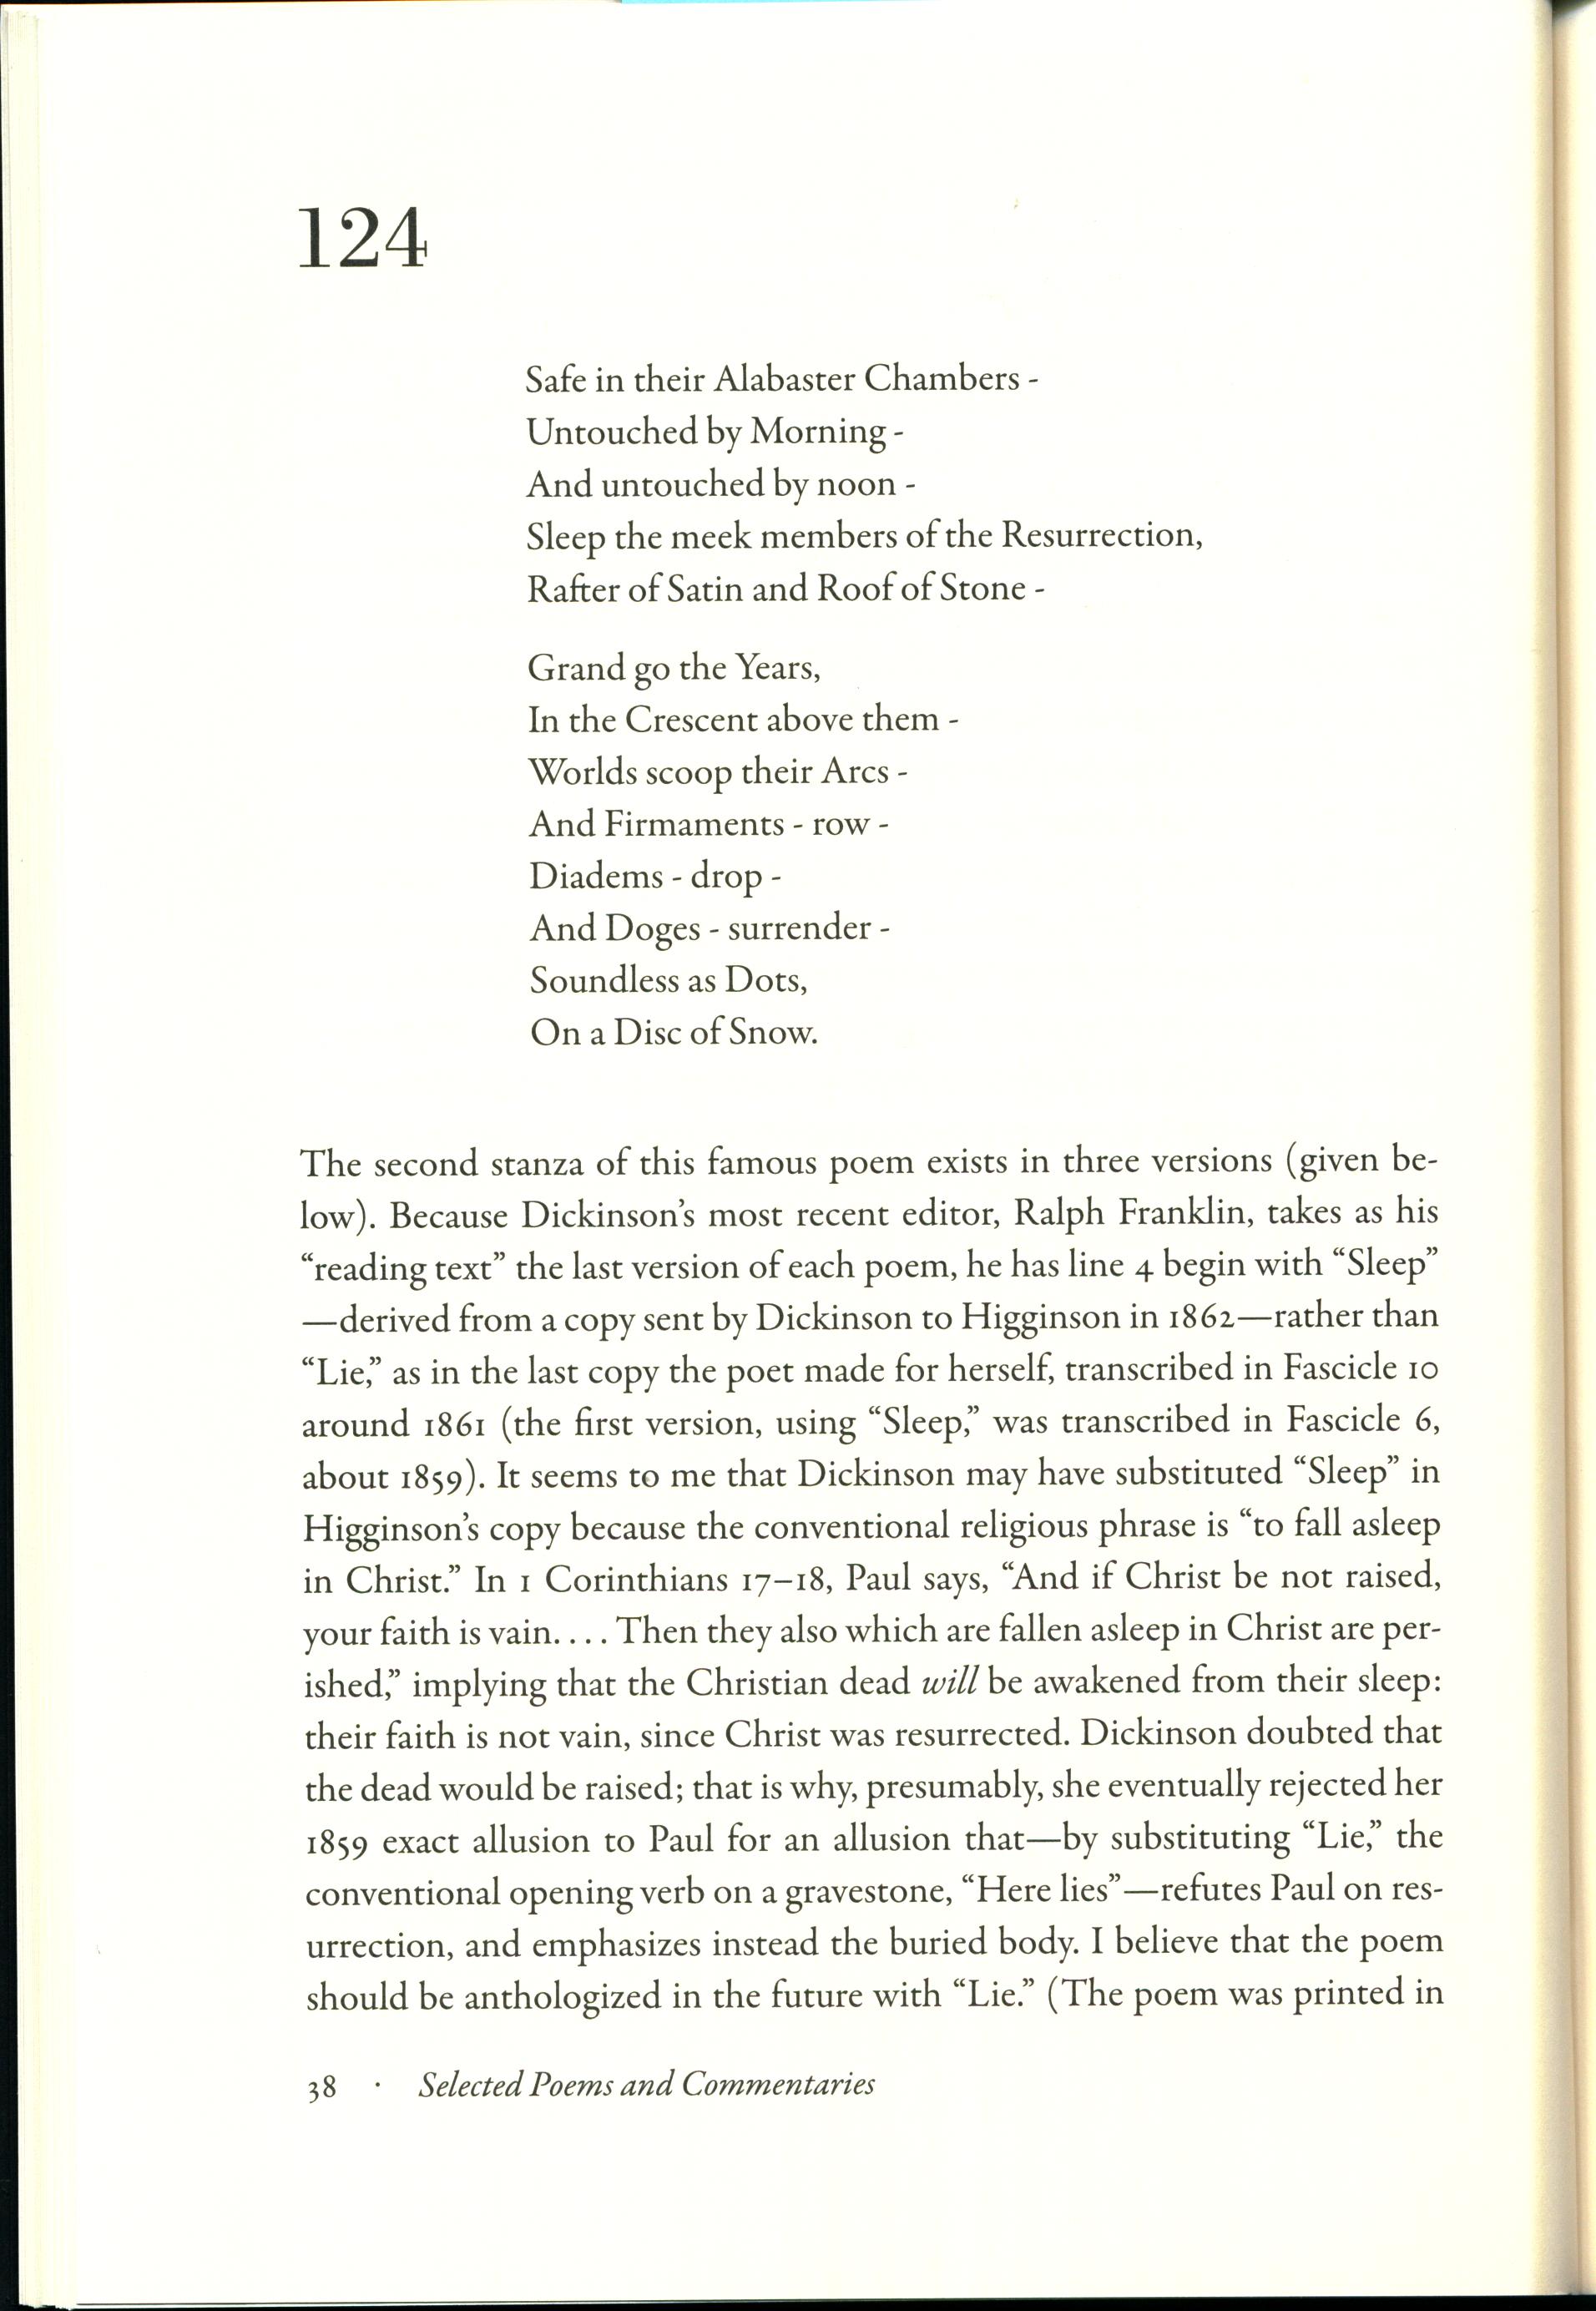 124
Safe in their Alabaster Chambers -
Untouched by Morning -
And untouched by noon -
Sleep the meek members of the Resurrection,
Rafter of Satin and Roof of Stone -
Grand go the Years,
In the Crescent above them -
Worlds scoop their Arcs -
And Firmaments - row -
Diadems - drop -
And Doges - surrender -
Soundless as Dots,
On a Disc of Snow.
The second stanza of this famous poem exists in three versions (given be-
low). Because Dickinson’s most recent editor, Ralph Franklin, takes as his
“reading text” the last version of each poem, he has line 4 begin with “Sleep”
—derived from a copy sent by Dickinson to Higginson in 1862—rather than
“Lie,” as in the last copy the poet made for herself, transcribed in Fascicle 10
around 1861 (the first version, using “Sleep,” was transcribed in Fascicle 6,
about 1859). It seems to me that Dickinson may have substituted “Sleep” in
Higginson’s copy because the conventional religious phrase is “to fall asleep
in Christ.” In 1 Corinthians 17–18, Paul says, “And if Christ be not raised,
your faith is vain. . . . Then they also which are fallen asleep in Christ are per-
ished,” implying that the Christian dead will be awakened from their sleep:
their faith is not vain, since Christ was resurrected. Dickinson doubted that
the dead would be raised; that is why, presumably, she eventually rejected her
1859 exact allusion to Paul for an allusion that—by substituting “Lie,” the
conventional opening verb on a gravestone, “Here lies”—refutes Paul on res-
urrection, and emphasizes instead the buried body. I believe that the poem
should be anthologized in the future with “Lie.” (The poem was printed in
38 · Selected Poems and Commentaries